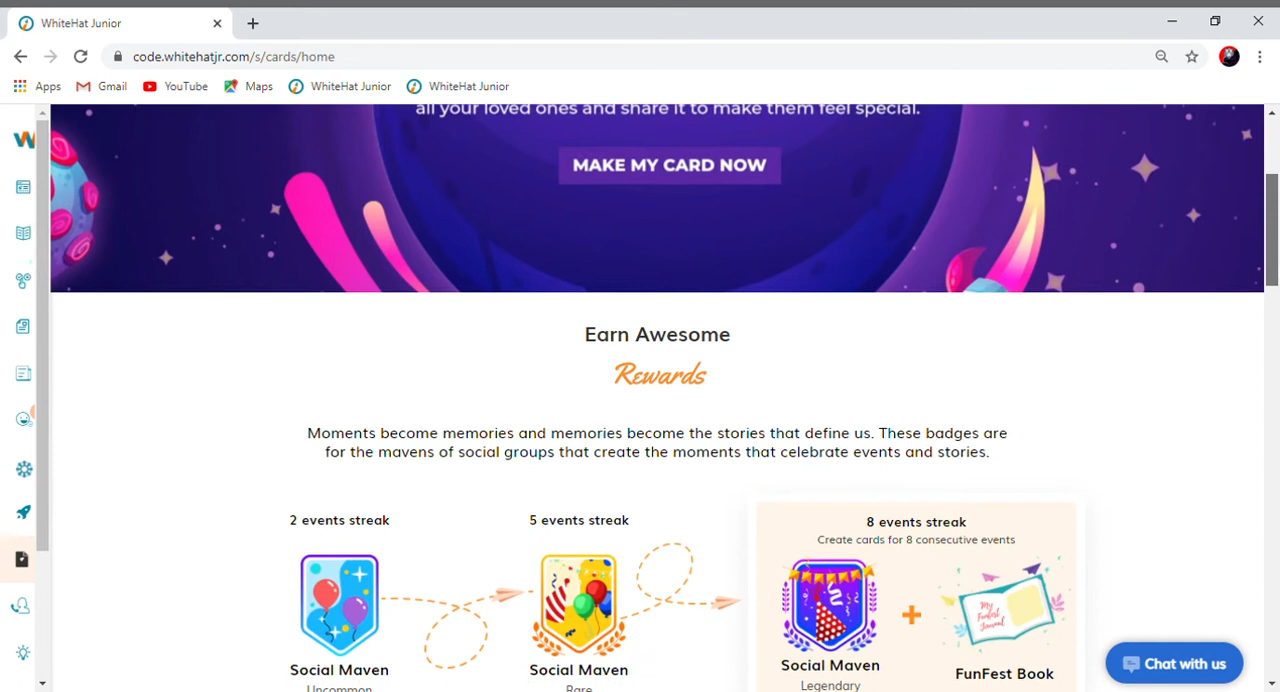 WhiteHat Junior
code.whitehatjr.com/s/cards/home
Apps Gmail YouTube Maps WhiteHat Junior WhiteHat Junior
W
all your loved ones and share it to make them feel special.
MAKE MY CARD NOW
Earn Awesome
Rewards
Moments become memories and memories become the stories that define us. These badges are
for the mavens of social groups that create the moments that celebrate events and stories.
2 events streak
5 events streak
8 events streak
Create cards for 8 consecutive events
My
Funfest
Journal
Social Maven
Uncommon
Social Maven
Rare
Social Maven
Legendary
+
FunFest Book
Chat with us